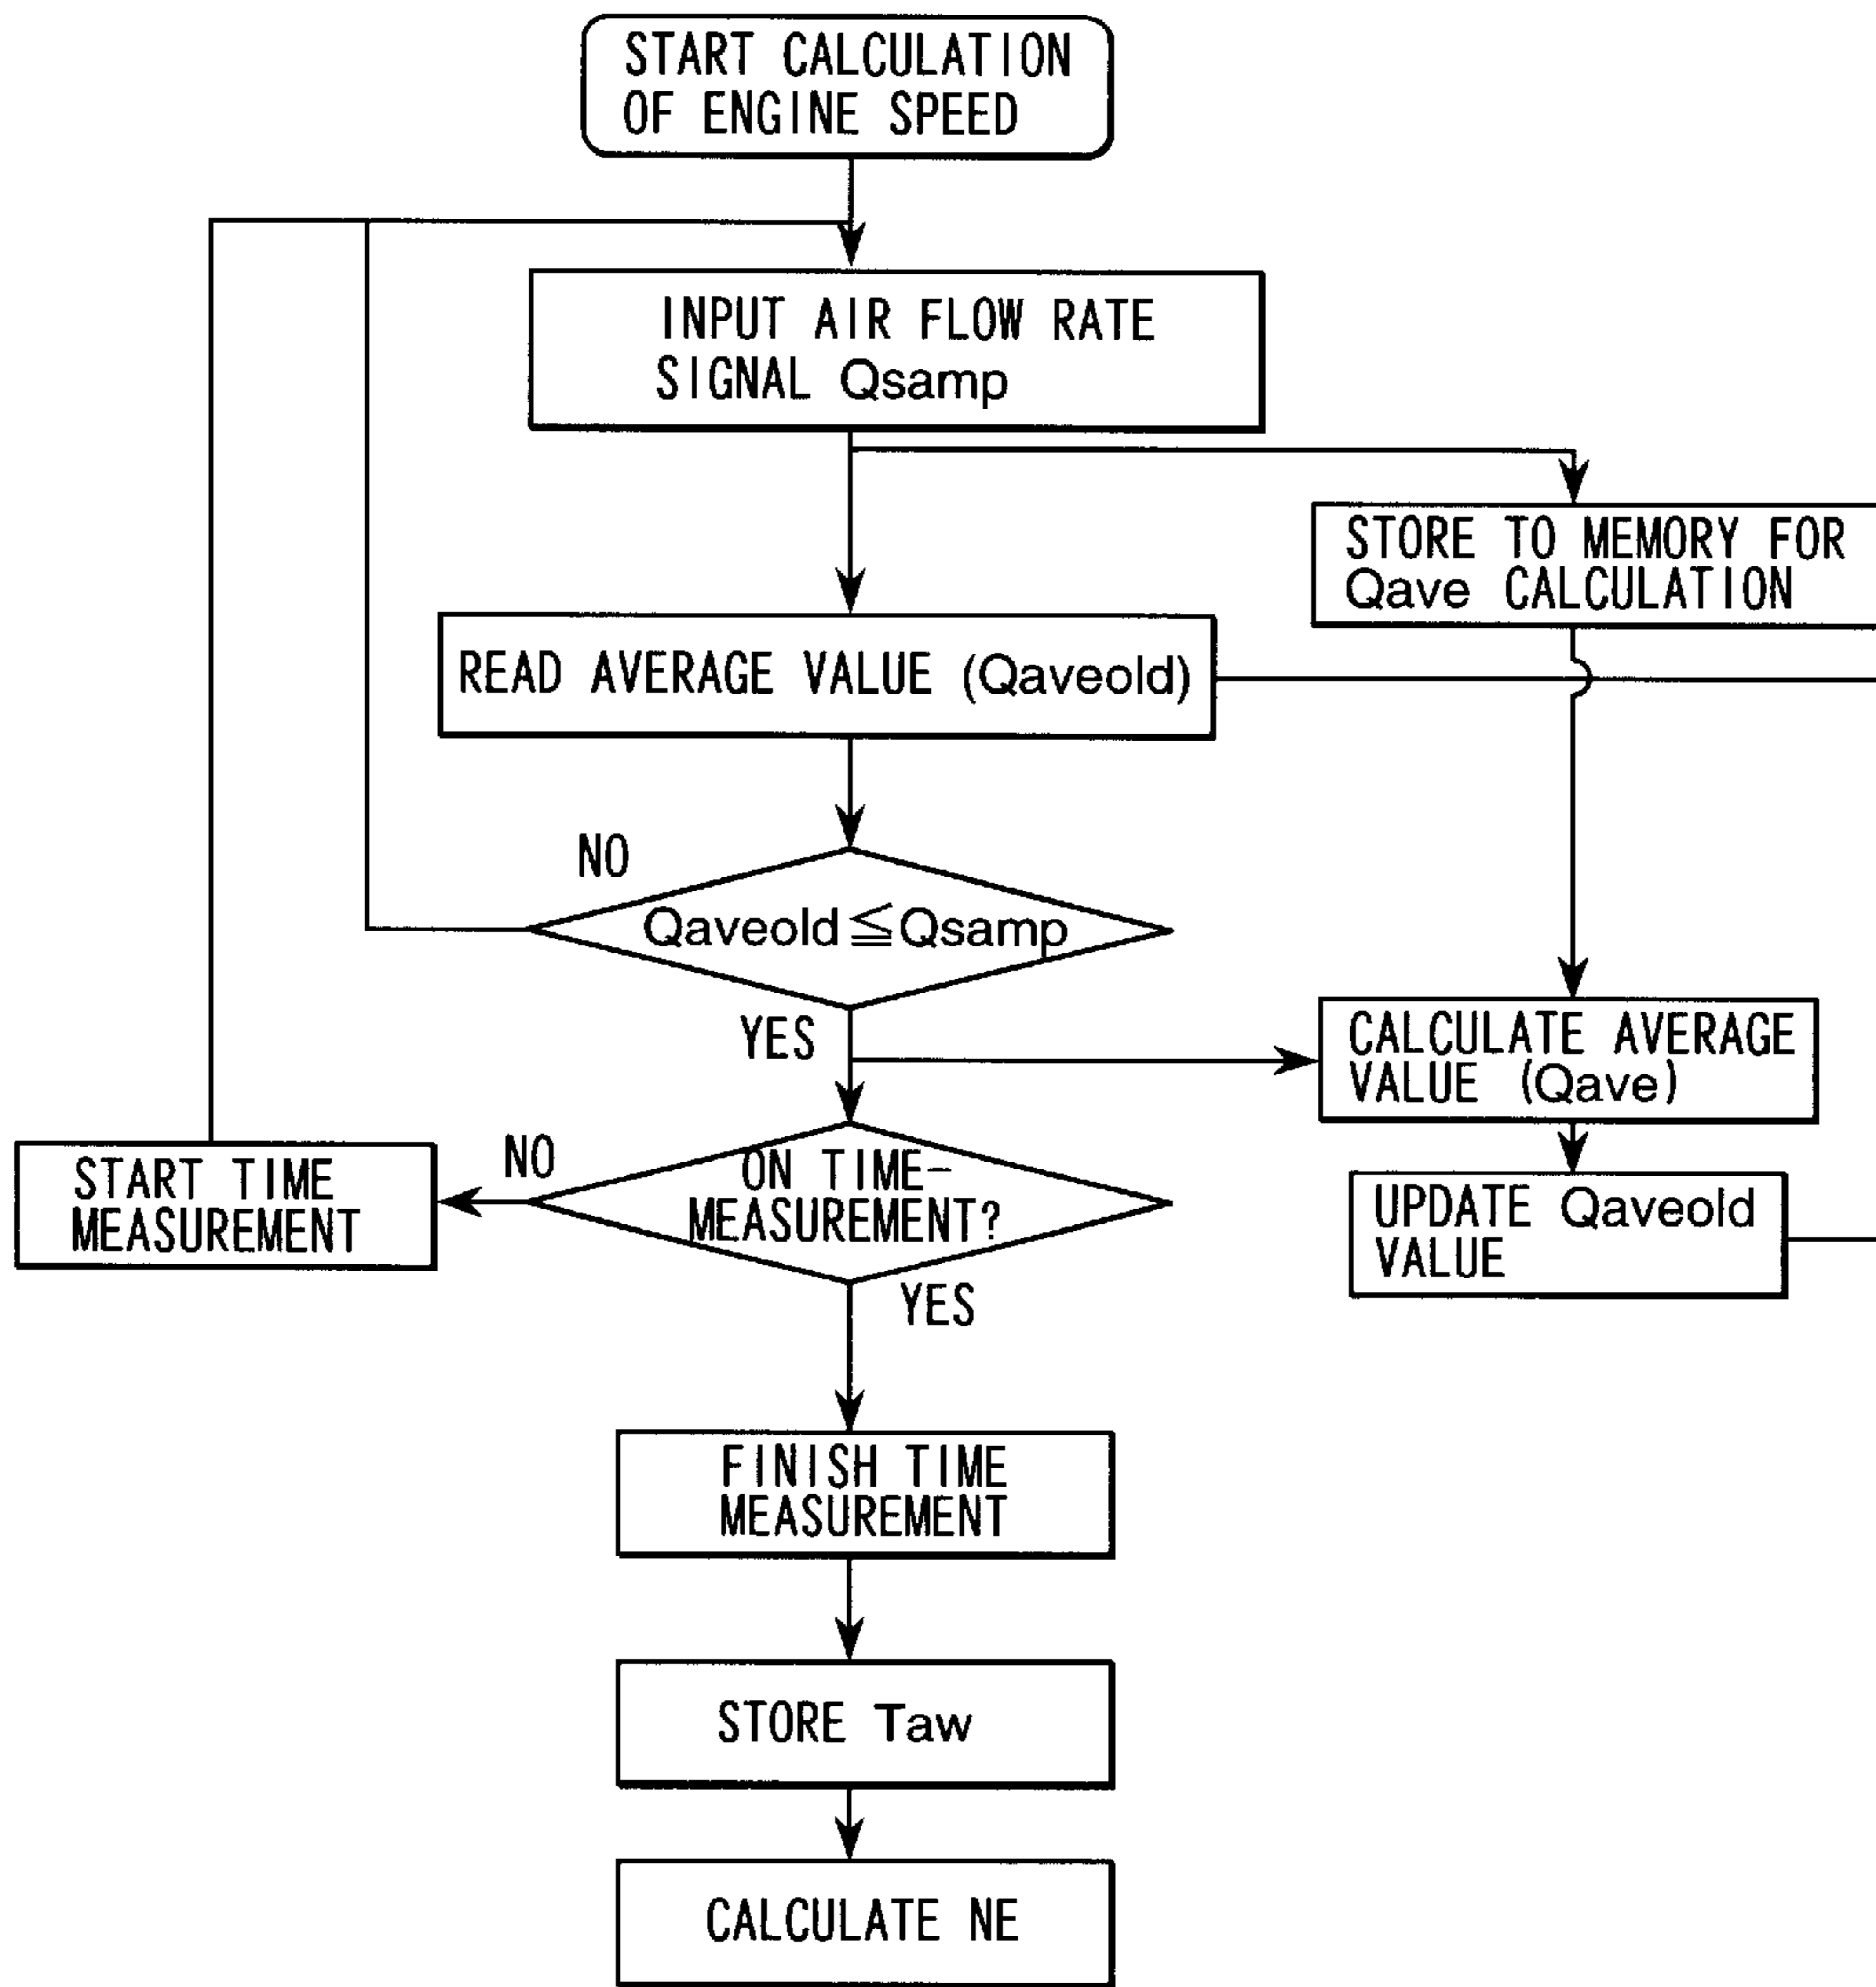 START CALCULATION
OF ENGINE SPEED
INPUT AIR FLOW RATE
SIGNAL Qsamp
STORE TO MEMORY FOR
Qave CALCULATION
READ AVERAGE VALUE (Qaveold)
NO
Qaveold≦Qsamp
YES
CALCULATE AVERAGE
VALUE (Qave)
START TIME
MEASUREMENT
NO
ON TIME-
MEASUREMENT?
YES
UPDATE Qaveold
VALUE
FINISH TIME
MEASUREMENT
STORE Taw
CALCULATE NE